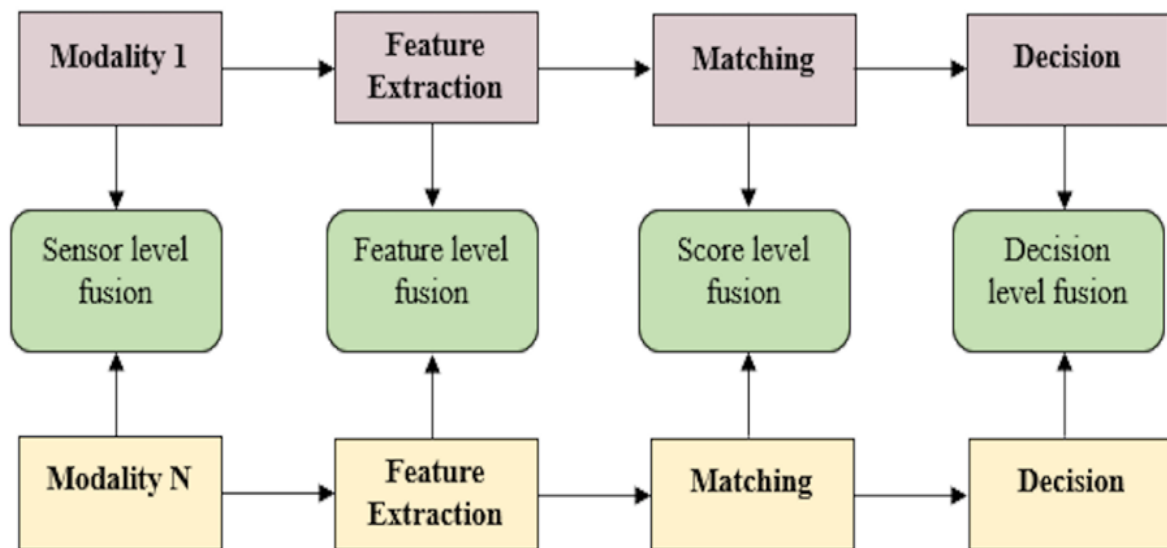 Modality 1
Feature
Extraction
Matching
Decision
Sensor level
fusion
Feature level
fusion
Score level
fusion
Decision
level fusion
Modality N
Feature
Extraction
Matching
Decision